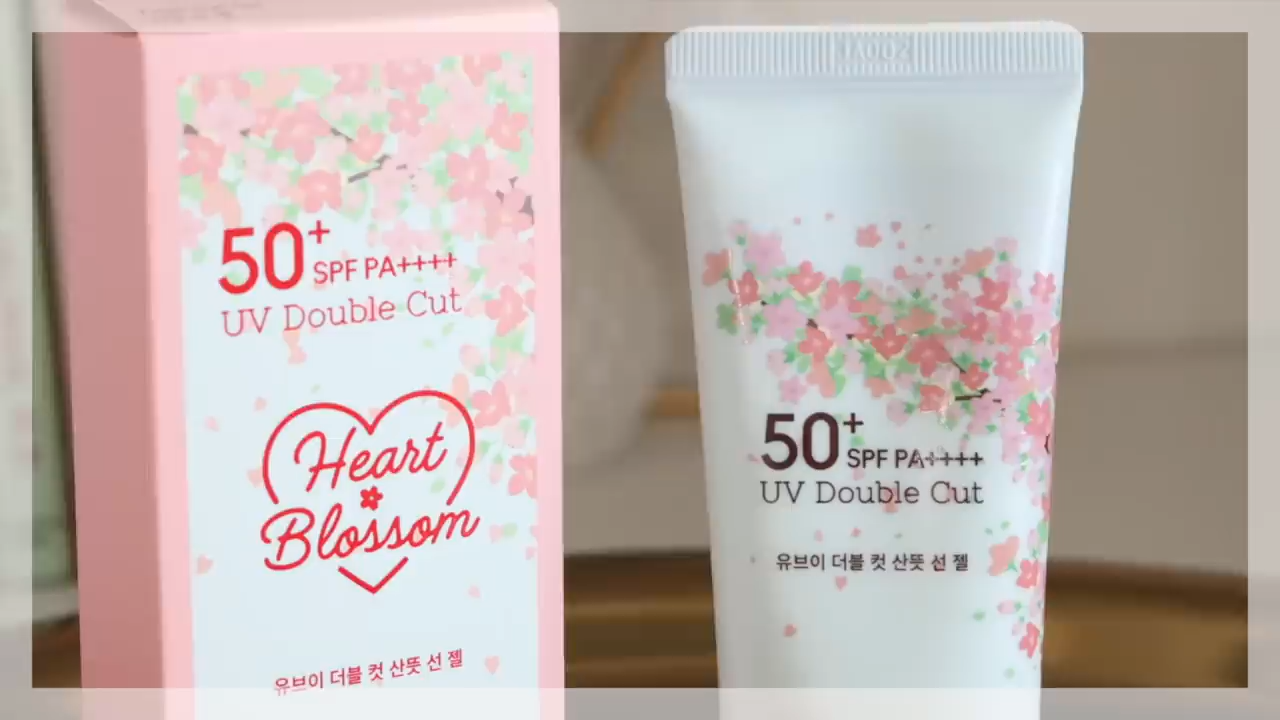 50+
SPF PA++++
UV Double Cut
Heart
Blossom
유브이 더블 컷 산뜻 선 젤
50+
SPF PA++++
UV Double Cut
유브이 더블 컷 산뜻 선 젤